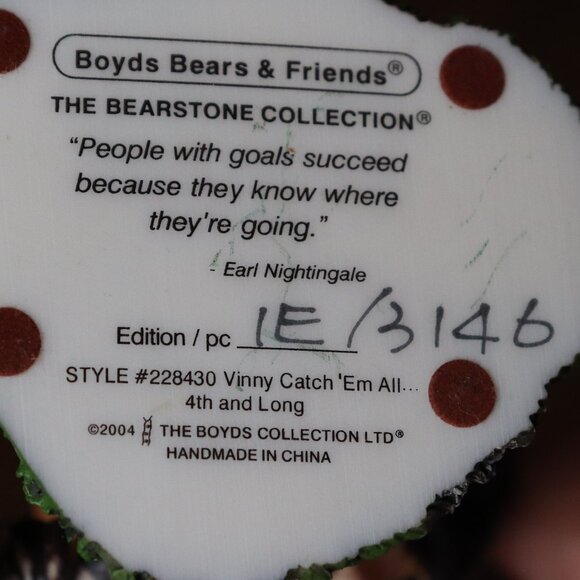 Boyds Bears & Friends®
THE BEARSTONE COLLECTION®
“People with goals succeed
because they know where
they're going.”
- Earl Nightingale
Edition / pc 1E/3146
STYLE #228430 Vinny Catch 'Em All...
4th and Long
©2004 THE BOYDS COLLECTION LTD®
HANDMADE IN CHINA